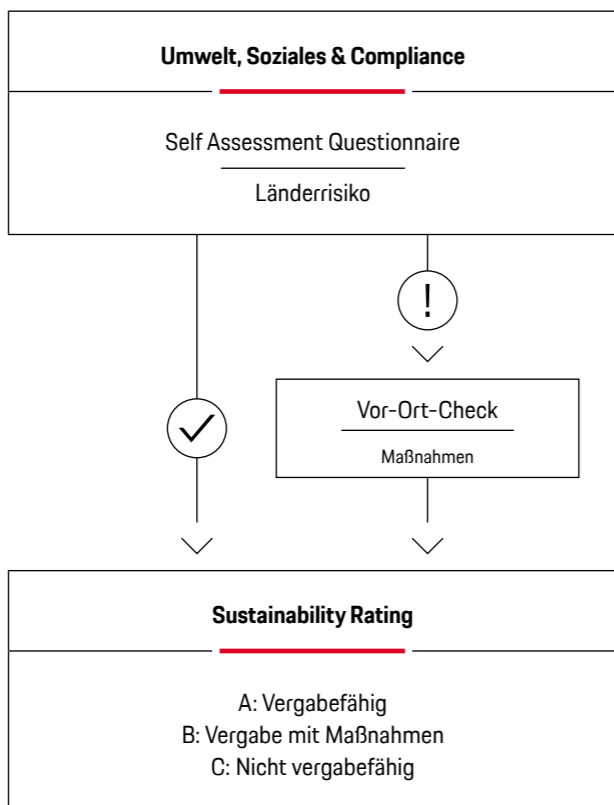 Umwelt, Soziales & Compliance
Self Assessment Questionnaire
Länderrisiko
!
Vor-Ort-Check
Maßnahmen
Sustainability Rating
A: Vergabefähig
B: Vergabe mit Maßnahmen
C: Nicht vergabefähig